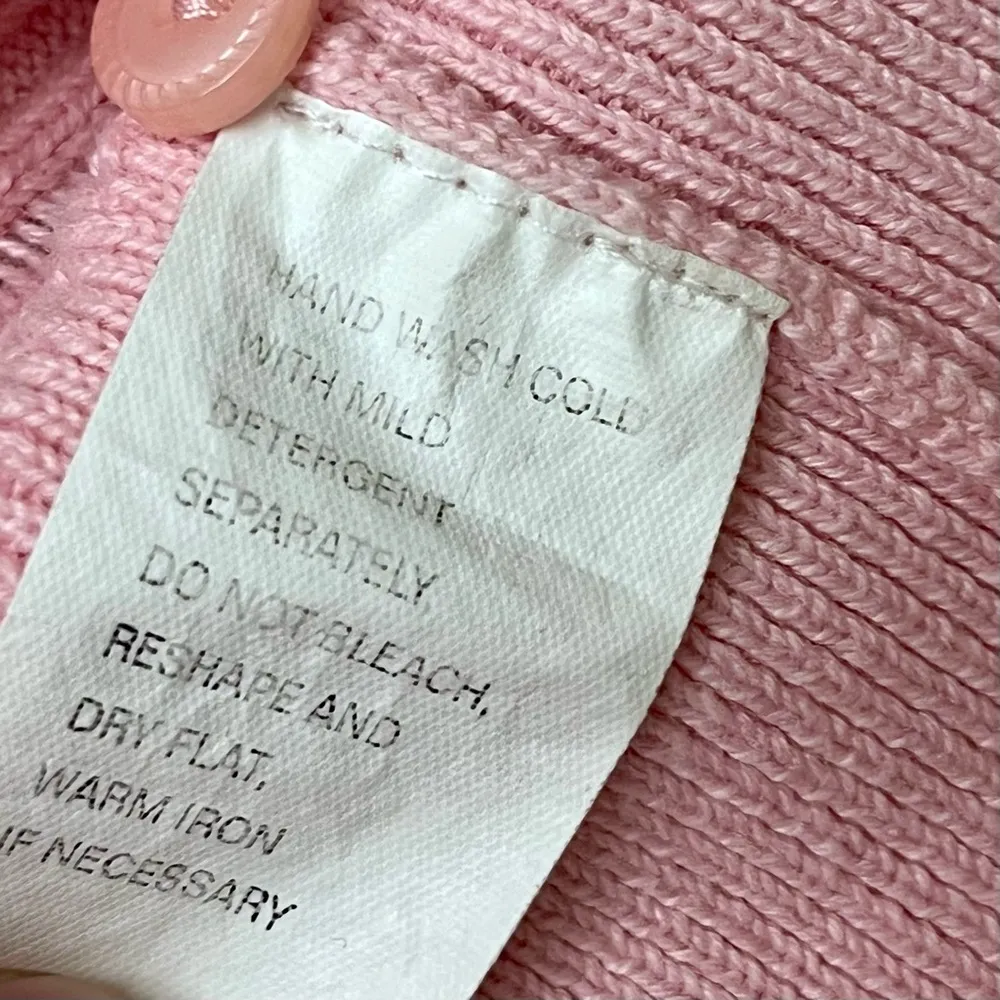 HAND WASH COLD
WITH MILD
DETERGENT
SEPARATELY
DO NOT BLEACH,
RESHAPE AND
DRY FLAT,
WARM IRON
IF NECESSARY